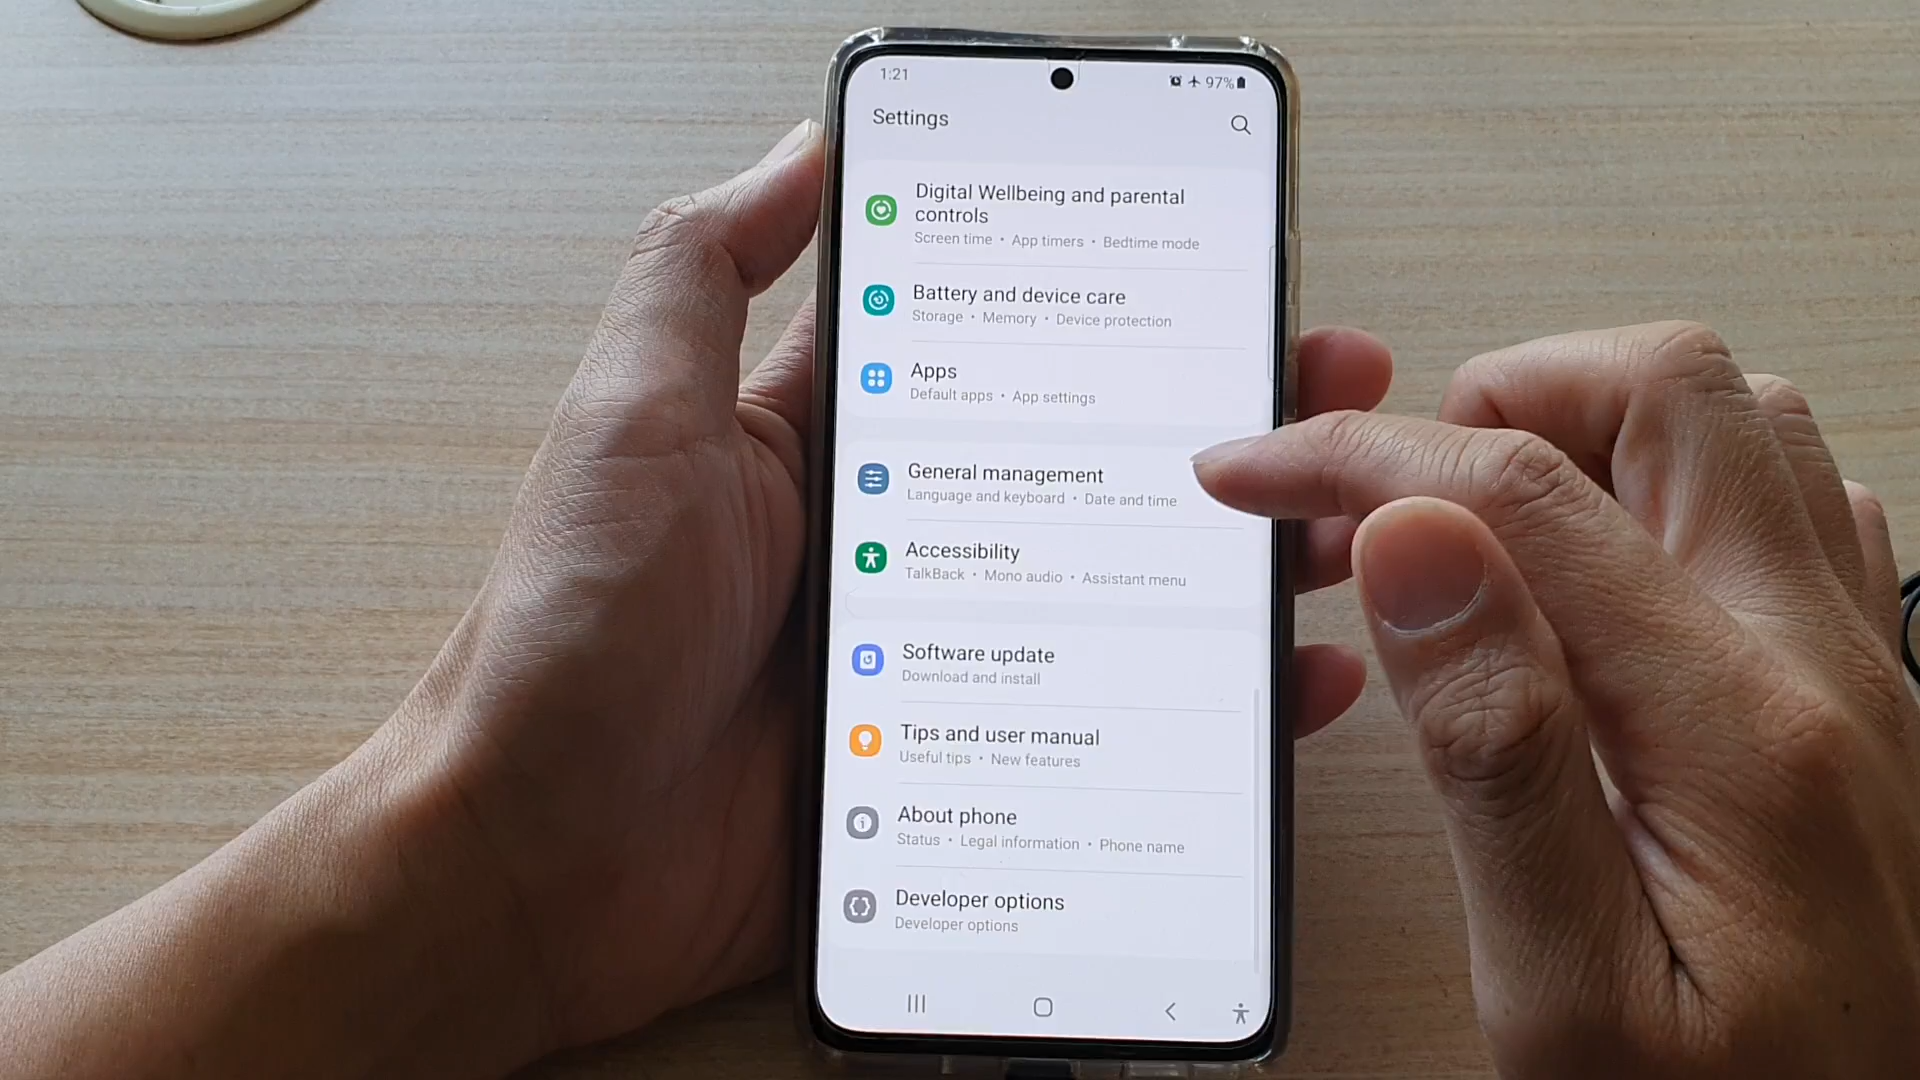 1:21
97%
Settings
Digital Wellbeing and parental
controls
Screen time • App timers • Bedtime mode
Battery and device care
Storage • Memory • Device protection
Apps
Default apps • App settings
General management
Language and keyboard • Date and time
Accessibility
TalkBack • Mono audio • Assistant menu
Software update
Download and install
Tips and user manual
Useful tips • New features
About phone
Status • Legal information • Phone name
Developer options
Developer options